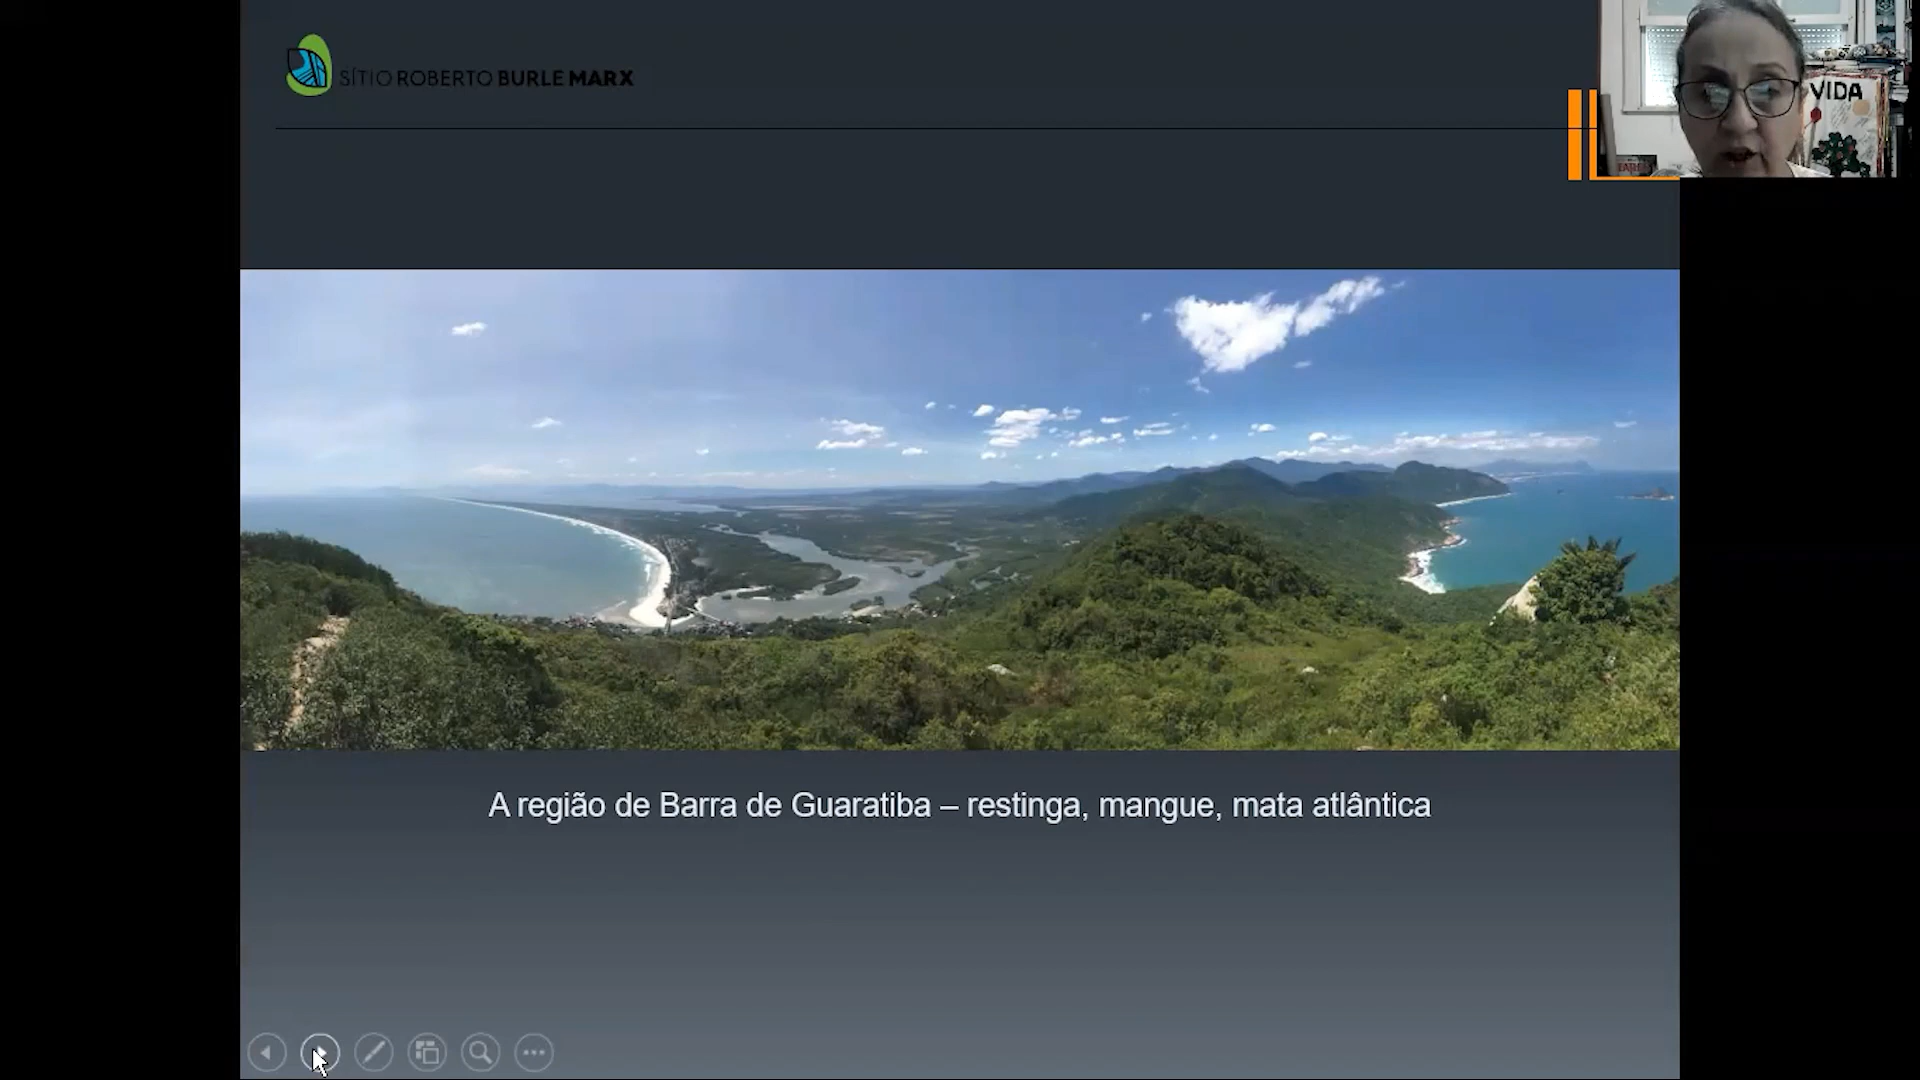 SÍTIO ROBERTO BURLE MARX
VIDA
A região de Barra de Guaratiba – restinga, mangue, mata atlântica